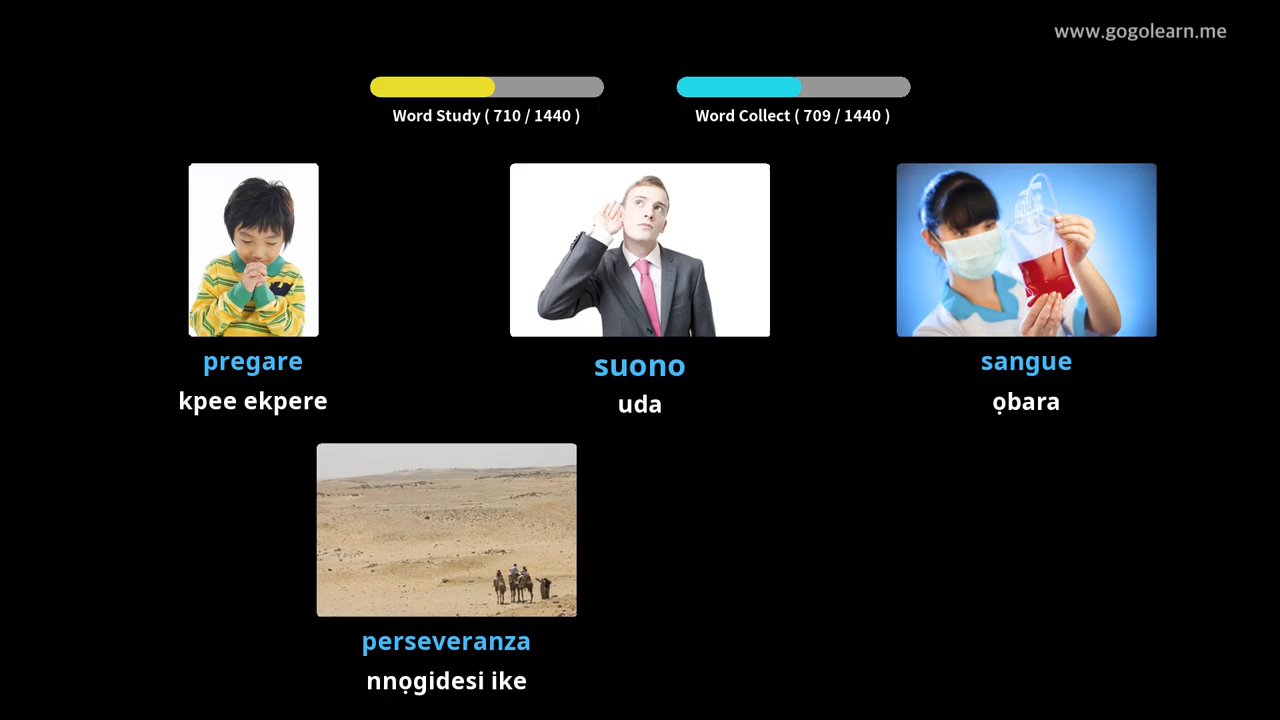 www.gogolearn.me
Word Study ( 710 / 1440 )
Word Collect ( 709 / 1440 )
pregare
kpee ekpere
suono
uda
sangue
ọbara
perseveranza
nnọgidesi ike